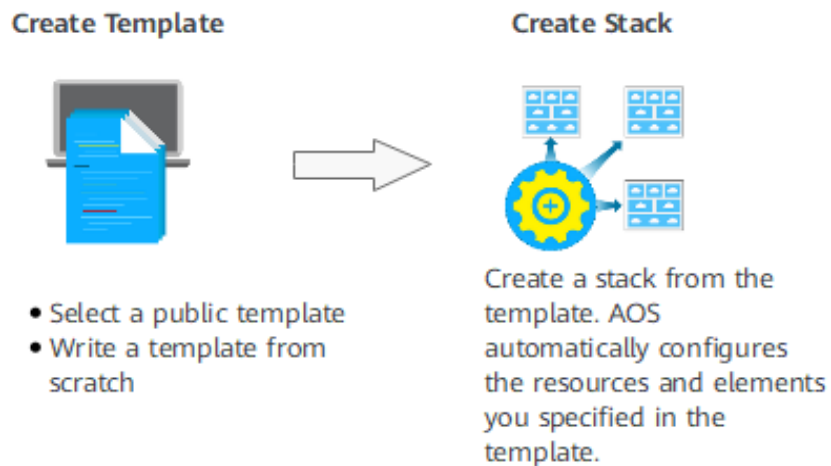 Create Template
Create Stack
• Select a public template
• Write a template from
scratch
Create a stack from the
template. AOS
automatically configures
the resources and elements
you specified in the
template.